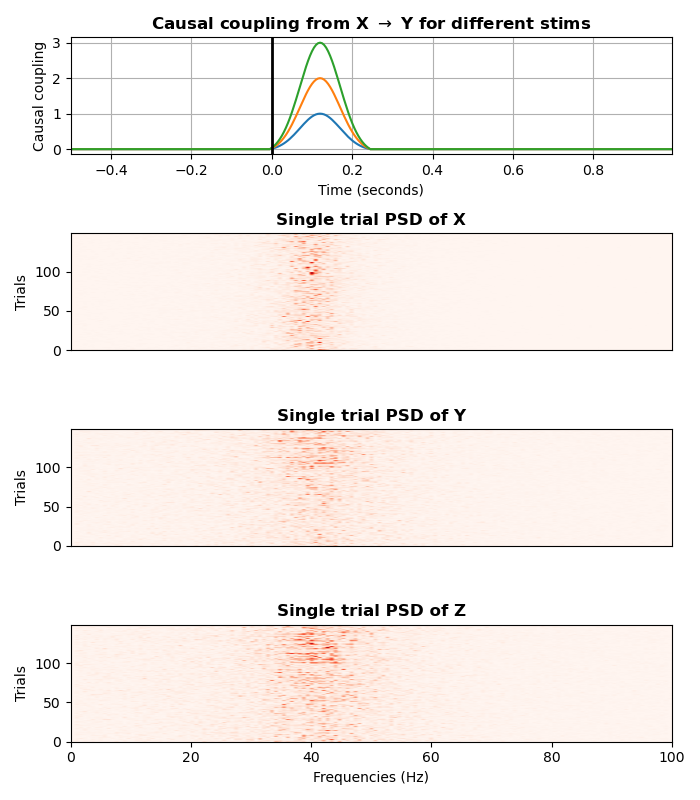 Causal coupling from X → Y for different stims
Causal coupling
3
2
1
0
−0.4 −0.2 0.0 0.2 0.4 0.6 0.8
Time (seconds)
Single trial PSD of X
Trials
100
50
0
Single trial PSD of Y
Trials
100
50
0
Single trial PSD of Z
Trials
100
50
0
0 20 40 60 80 100
Frequencies (Hz)